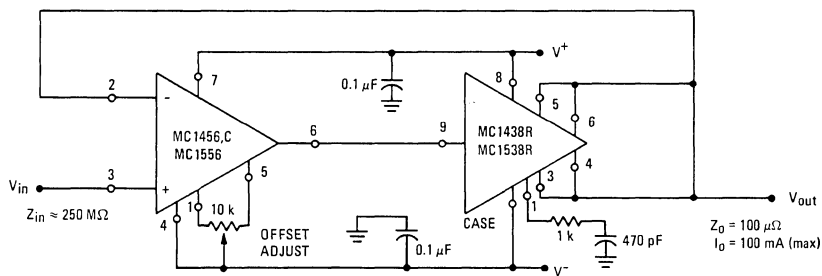 V+
2
7
0.1 µF
8
5
6
MC1456,C
MC1556
6
9
MC1438R
MC1538R
Vin
3
5
4
3
Vout
Zin ≈ 250 MΩ
1
10 k
4
OFFSET
ADJUST
0.1 µF
CASE
1
1 k
470 pF
Zo = 100 µΩ
Io = 100 mA (max)
V−
-
+